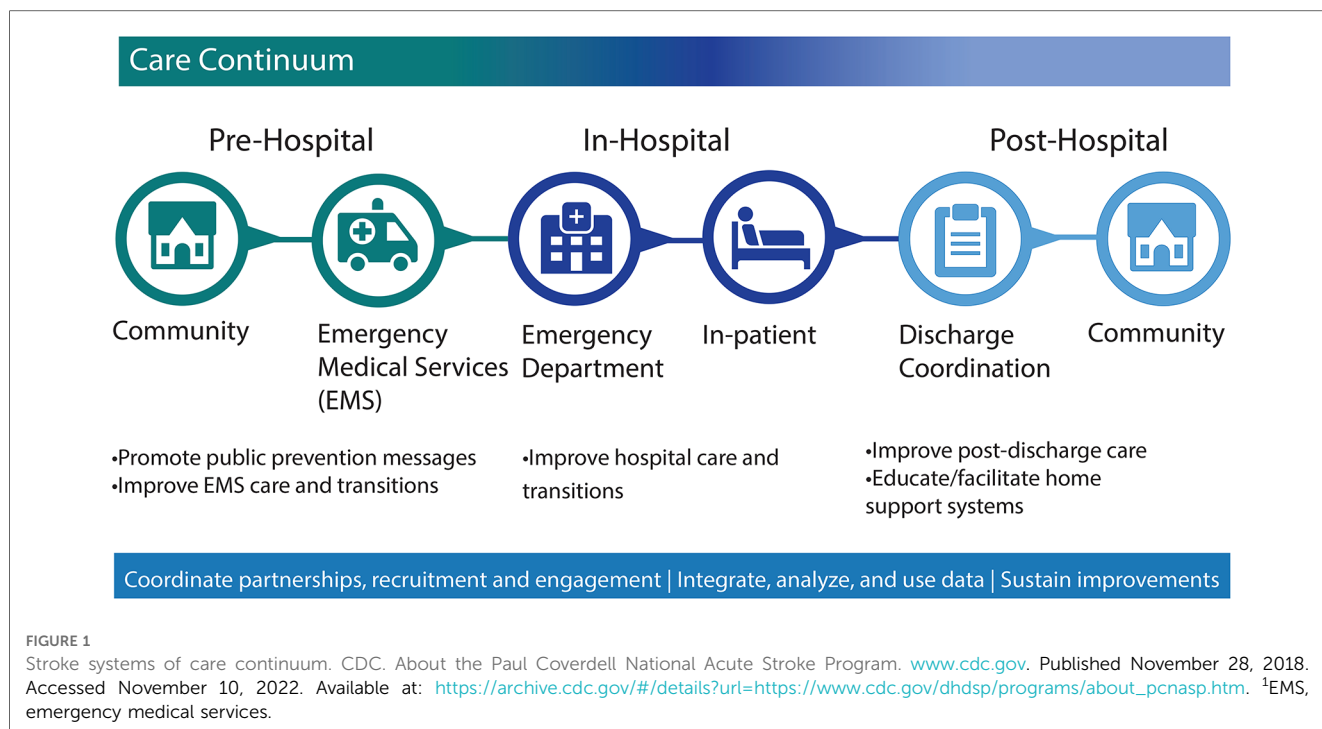 Care Continuum
Pre-Hospital
In-Hospital
Post-Hospital
Community
Emergency
Medical Services
(EMS)
Emergency
Department
In-patient
Discharge
Coordination
Community
•Promote public prevention messages
•Improve EMS care and transitions
•Improve hospital care and
transitions
•Improve post-discharge care
•Educate/facilitate home
support systems
Coordinate partnerships, recruitment and engagement | Integrate, analyze, and use data | Sustain improvements
FIGURE 1
Stroke systems of care continuum. CDC. About the Paul Coverdell National Acute Stroke Program. www.cdc.gov. Published November 28, 2018.
Accessed November 10, 2022. Available at: https://archive.cdc.gov/#/details?url=https://www.cdc.gov/dhdsp/programs/about_pcnasp.htm. ¹EMS,
emergency medical services.